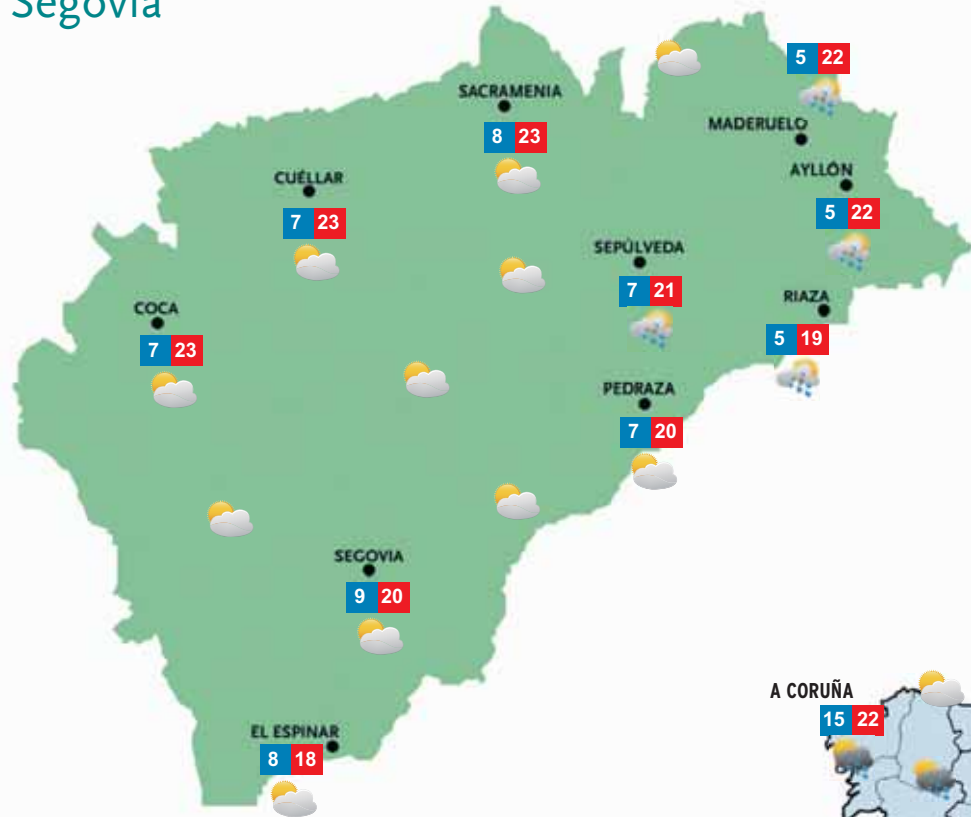 Segovia
5 22
SACRAMENIA
8 23
MADERUELO
AYLLÓN
5 22
CUÉLLAR
7 23
SEPÚLVEDA
7 21
RIAZA
5 19
COCA
7 23
PEDRAZA
7 20
SEGOVIA
9 20
A CORUÑA
15 22
EL ESPINAR
8 18